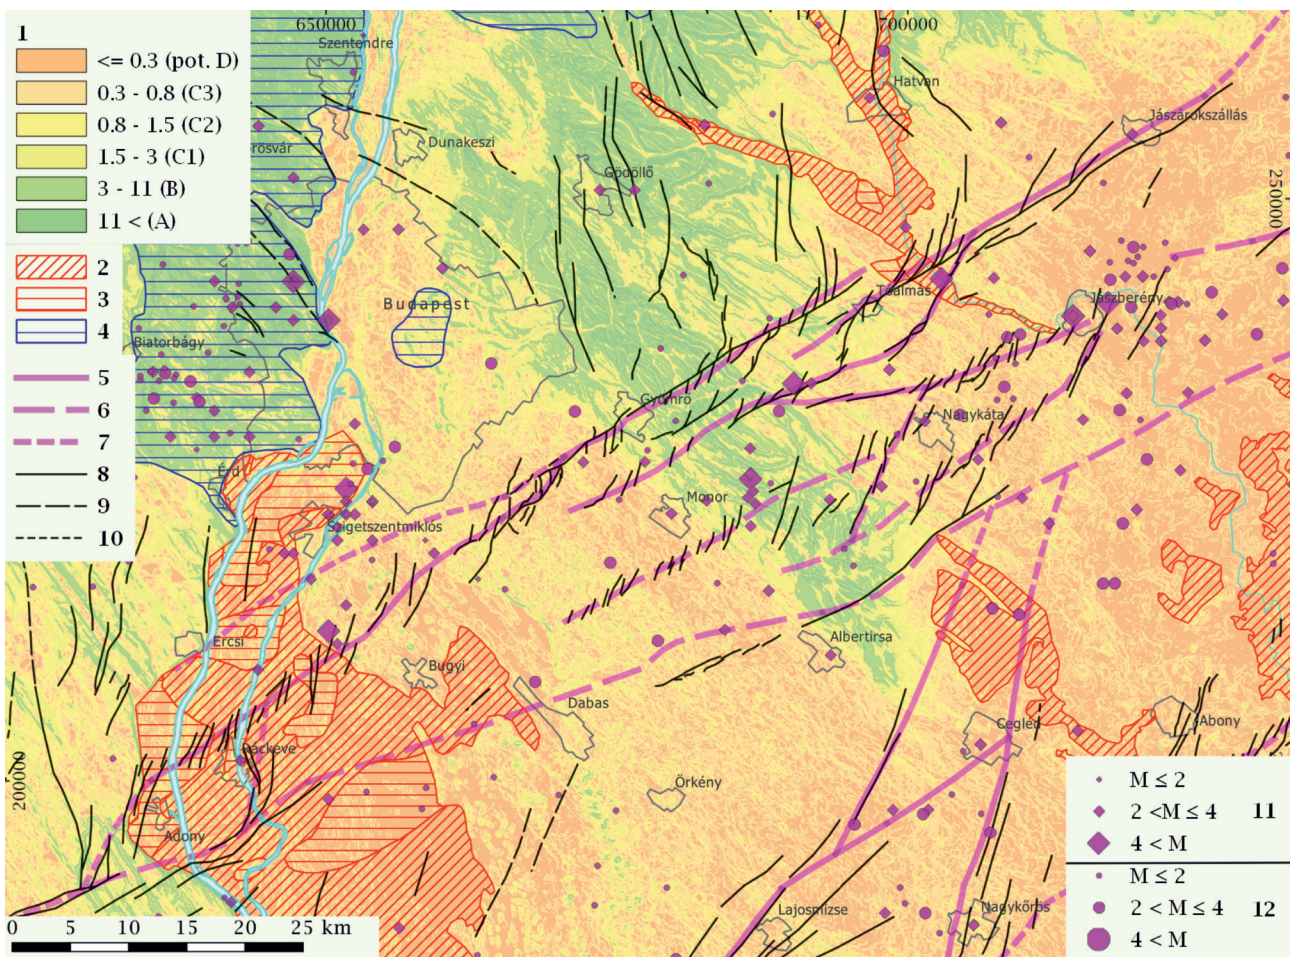 650000
700000
1
<= 0.3 (pot. D)
0.3 - 0.8 (C3)
0.8 - 1.5 (C2)
1.5 - 3 (C1)
3 - 11 (B)
11 < (A)
2
3
4
5
6
7
8
9
10
Szentendre
Hatvan
Jászárokszállás
Dunakeszi
rosvár
Gödöllő
250000
Tóalmás
Jászberény
Budapest
Biatorbágy
Gyömrő
Nagykáta
Érd
Monor
Szigetszentmiklós
Ercsi
Albertirsa
Bugyi
Dabas
Cegléd
Abony
Ráckeve
Örkény
200000
Adony
Lajosmizse
Nagykőrös
M ≤ 2
2 <M ≤ 4
11
4 < M
M ≤ 2
2 < M ≤ 4
12
4 < M
0 5 10 15 20 25 km